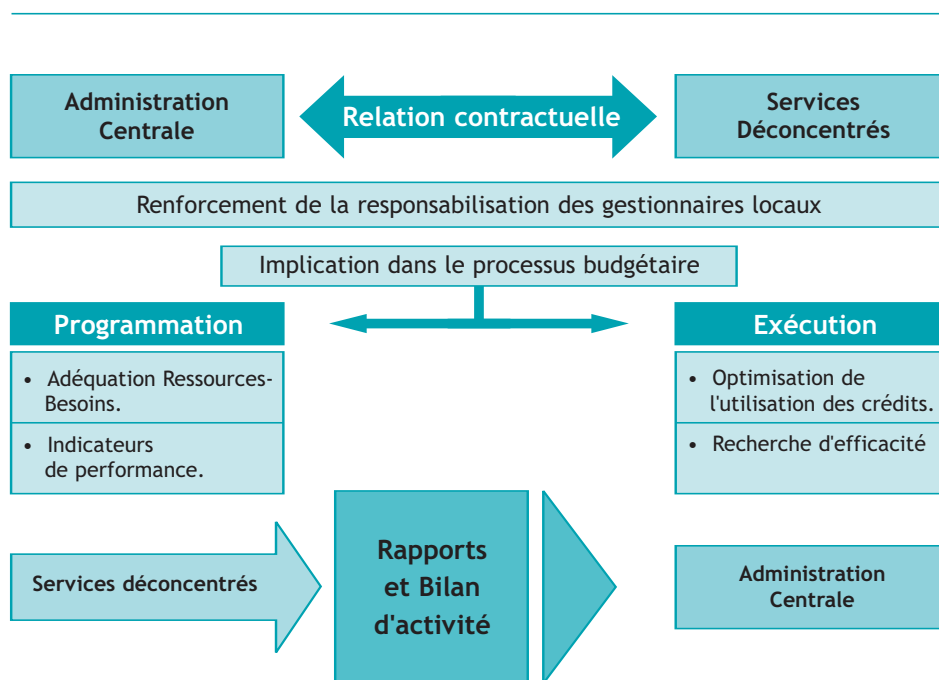 Administration
Centrale
Relation contractuelle
Services
Déconcentrés
Renforcement de la responsabilisation des gestionnaires locaux
Implication dans le processus budgétaire
Programmation
• Adéquation Ressources-
Besoins.
• Indicateurs
de performance.
Exécution
• Optimisation de
l'utilisation des crédits.
• Recherche d'efficacité
Services déconcentrés
Rapports
et Bilan
d'activité
Administration
Centrale